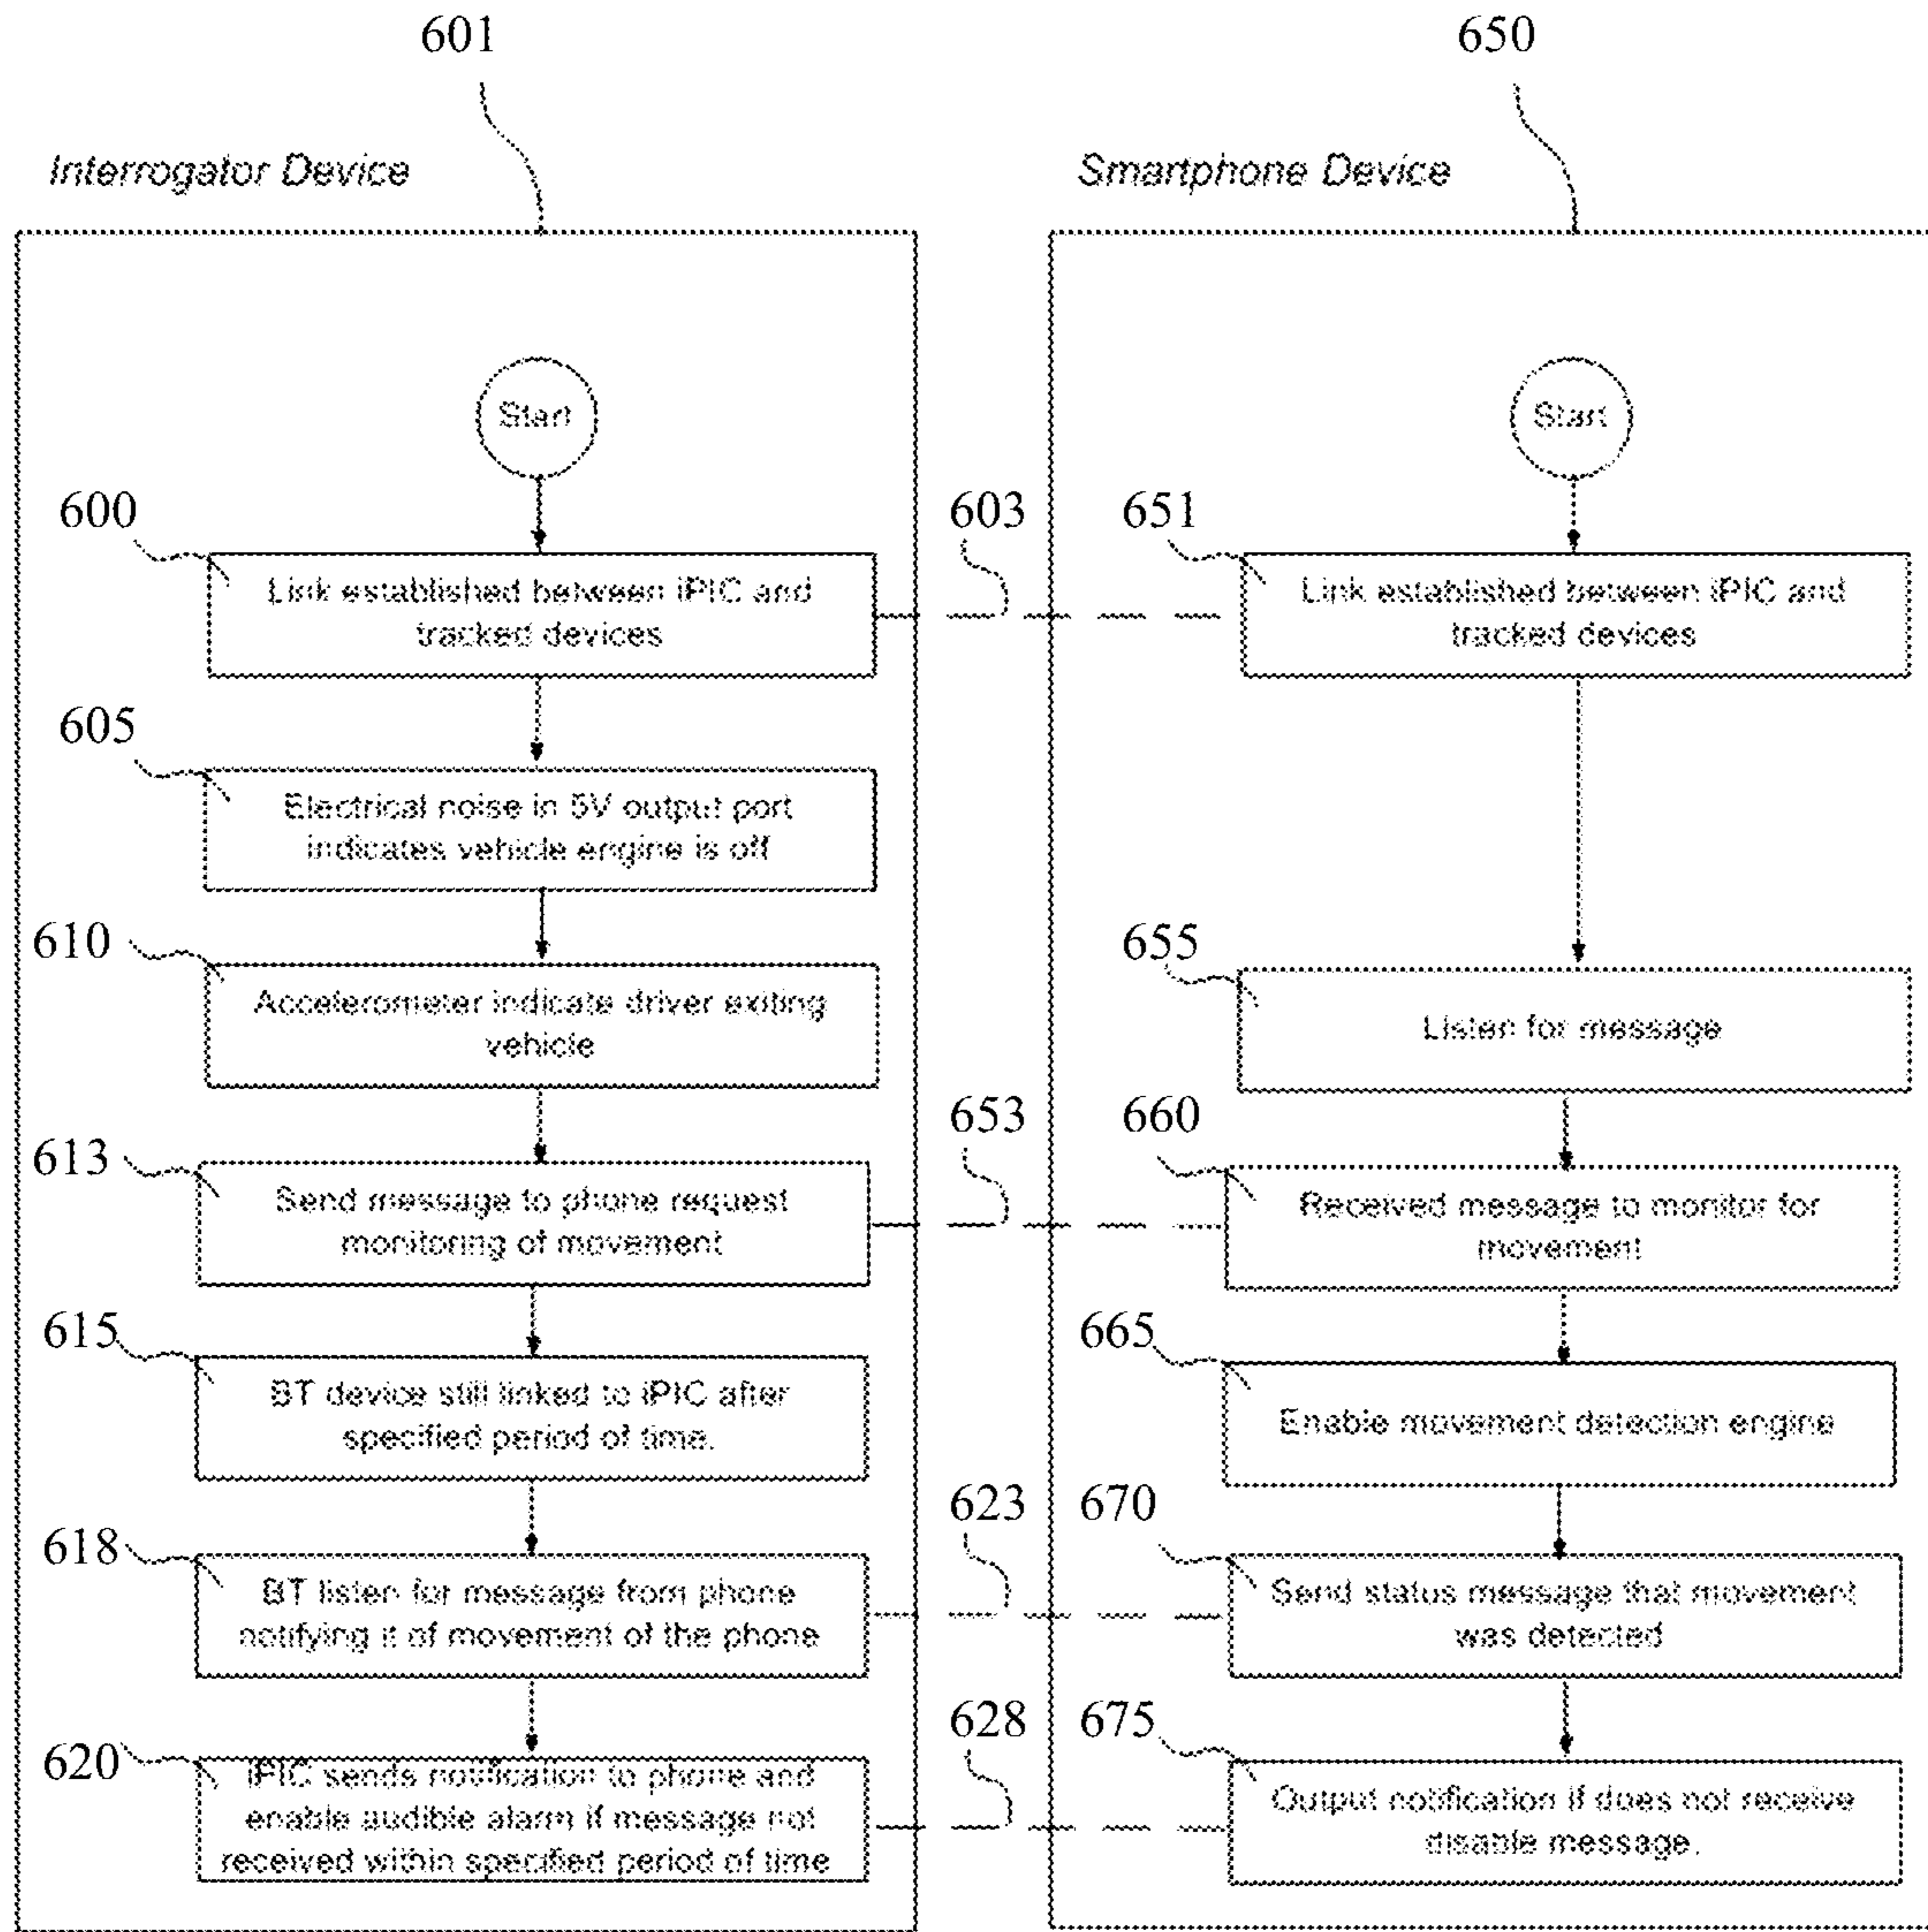 601
650
Interrogator Device
Smartphone Device
Start
Start
600
603
651
Link established between iPIC and
tracked devices
Link established between iPIC and
tracked devices
605
Electrical noise in 5V output port
indicates vehicle engine is off
610
655
Accelerometer indicate driver exiting
vehicle
Listen for message
613
653
660
Send message to phone request
monitoring of movement
Received message to monitor for
movement
615
665
BT device still linked to iPIC after
specified period of time.
Enable movement detection engine
618
623
670
BT listen for message from phone
notifying it of movement of the phone
Send status message that movement
was detected
620
628
675
iPIC sends notification to phone and
enable audible alarm if message not
received within specified period of time
Output notification if does not receive
disable message.